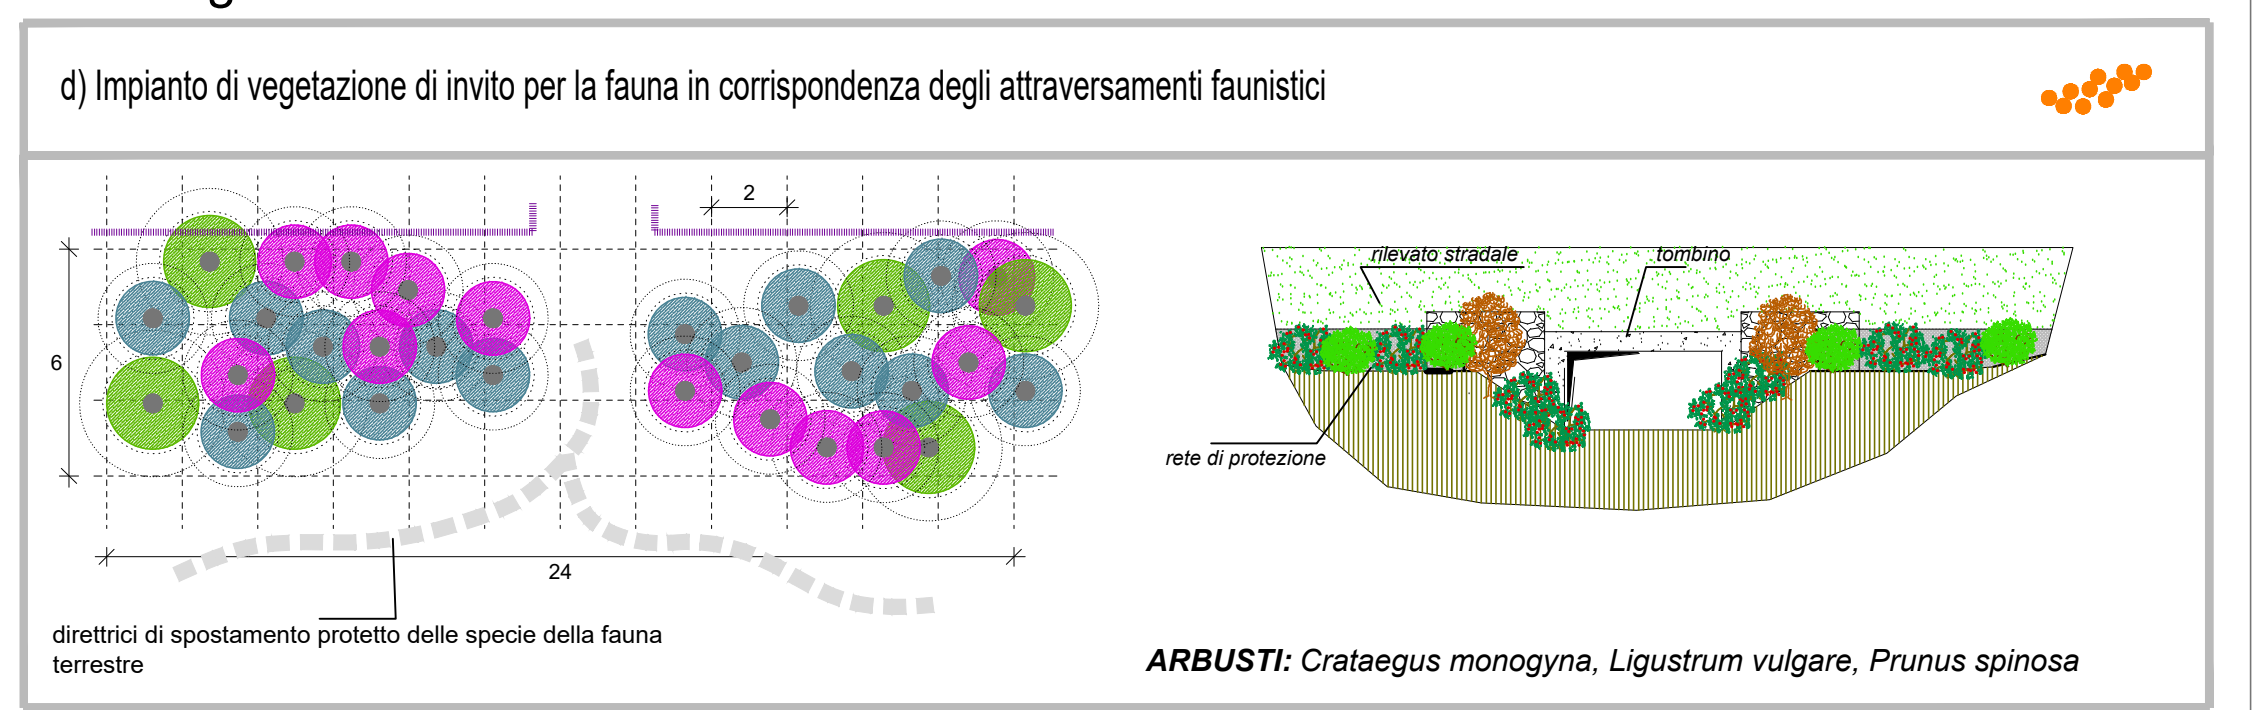 d) Impianto di vegetazione di invito per la fauna in corrispondenza degli attraversamenti faunistici
2
6
24
direttrici di spostamento protetto delle specie della fauna
terrestre
rilevato stradale
tombino
rete di protezione
ARBUSTI: Crataegus monogyna, Ligustrum vulgare, Prunus spinosa